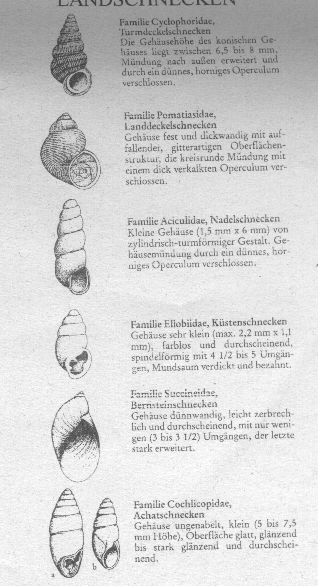 LANDSCHNECKEN
Familie Cyclophoridae,
Turmdeckelschnecken
Die Gehäusehöhe des konischen Ge-
häuses liegt zwischen 6,5 bis 8 mm,
Mündung nach außen erweitert und
durch ein dünnes, horniges Operculum
verschlossen.
Familie Pomatiasidae,
Landdeckelschnecken
Gehäuse fest und dickwandig mit auf-
fallender, gitterartigen Oberflächen-
struktur, die kreisrunde Mündung mit
einem dick verkalkten Operculum ver-
schlossen.
Familie Aciculidae, Nadelschnecken
Kleine Gehäuse (1,5 mm x 6 mm) von
zylindrisch-turmförmiger Gestalt. Ge-
häusemündung durch ein dünnes, hor-
niges Operculum verschlossen.
Familie Ellobiidae, Küstenschnecken
Gehäuse sehr klein (max. 2,2 mm x 1,1
mm), farblos und durchscheinend,
spindelförmig mit 4 1/2 bis 5 Umgän-
gen, Mundsaum verdickt und bezahnt.
Familie Succineidae,
Bernsteinschnecken
Gehäuse dünnwandig, leicht zerbrech-
lich und durchscheinend, mit nur weni-
gen (3 bis 3 1/2) Umgängen, der letzte
stark erweitert.
Familie Cochlicopidae,
Achatschnecken
Gehäuse ungenabelt, klein (5 bis 7,5
mm Höhe), Oberfläche glatt, glänzend
bis stark glänzend und durchschei-
nend.
a b